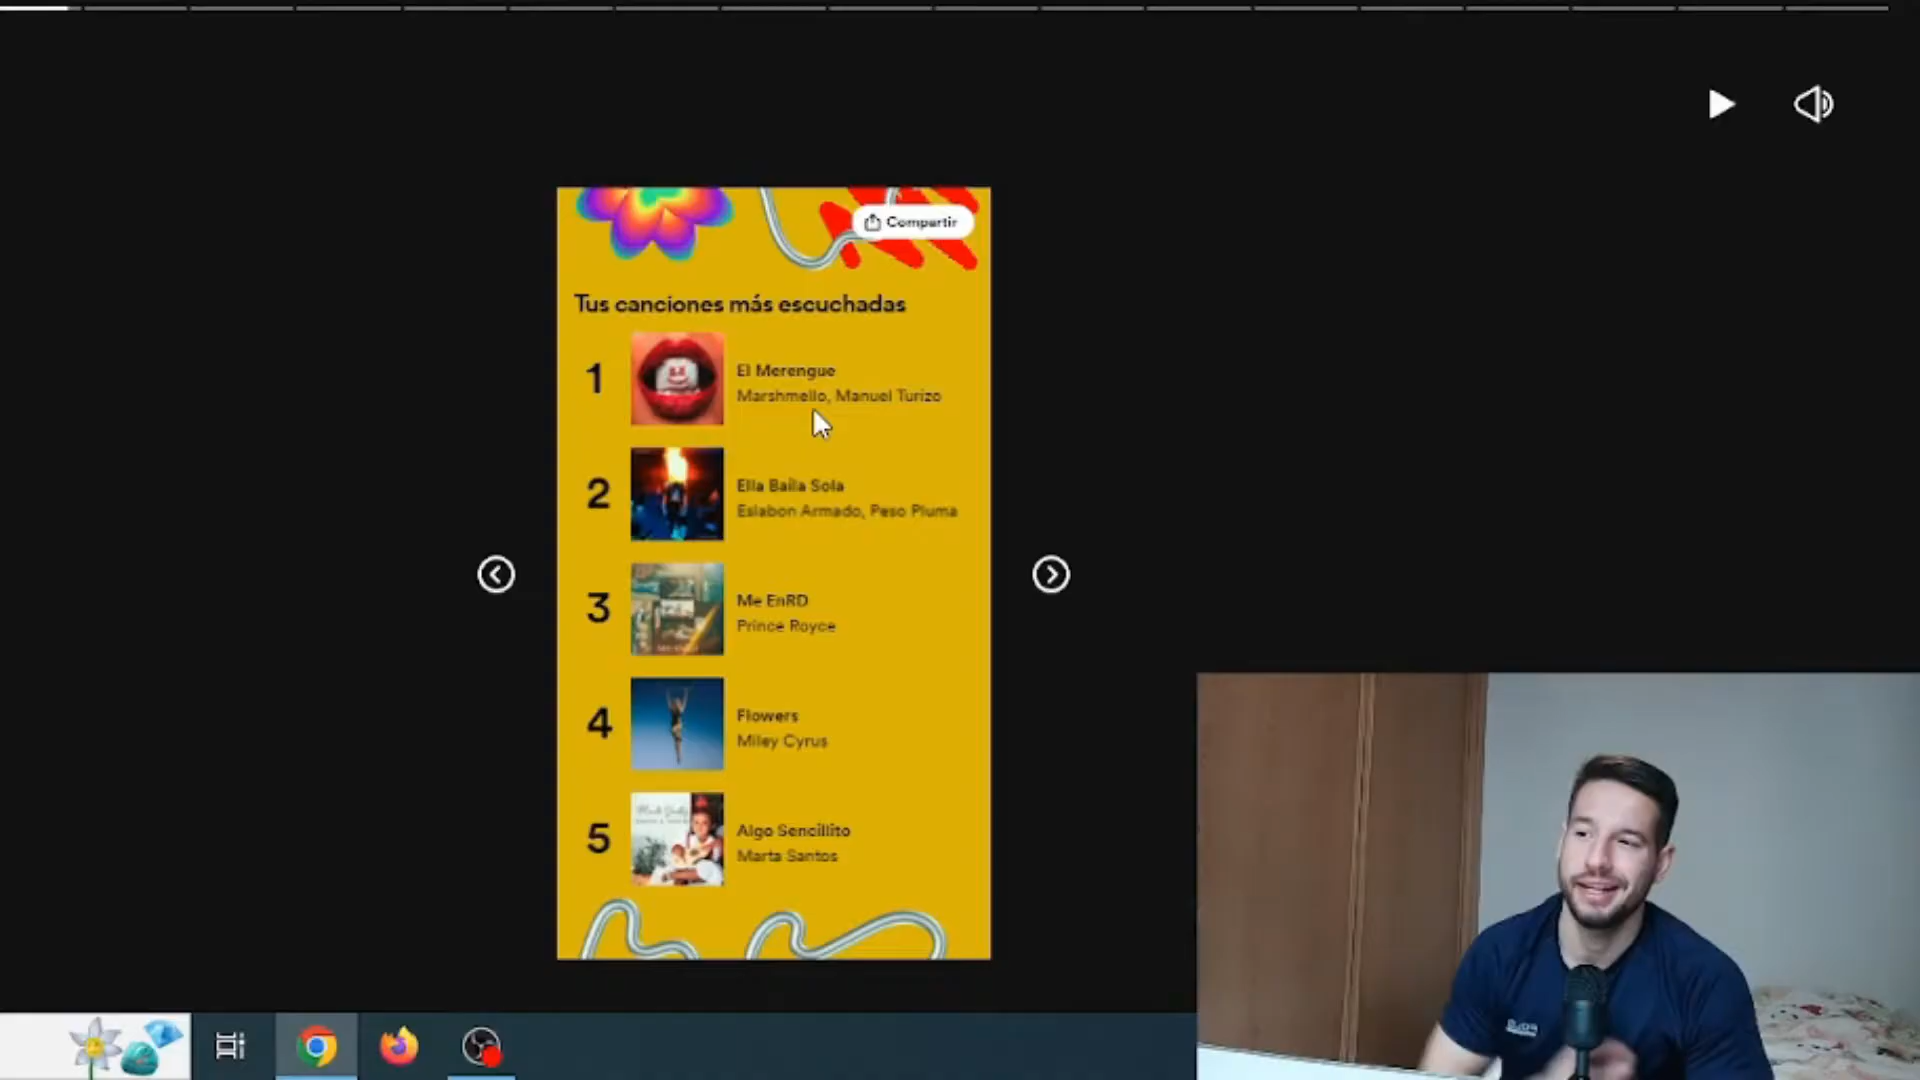 Compartir
Tus canciones más escuchadas
1
El Merengue
Marshmello, Manuel Turizo
2
Ella Baila Sola
Eslabon Armado, Peso Pluma
3
Me EnRD
Prince Royce
4
Flowers
Miley Cyrus
5
Algo Sencillito
Marta Santos